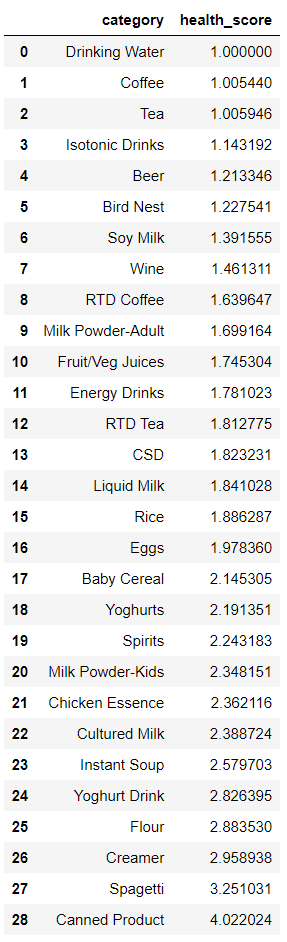 category health_score
0 Drinking Water 1.000000
1 Coffee 1.005440
2 Tea 1.005946
3 Isotonic Drinks 1.143192
4 Beer 1.213346
5 Bird Nest 1.227541
6 Soy Milk 1.391555
7 Wine 1.461311
8 RTD Coffee 1.639647
9 Milk Powder-Adult 1.699164
10 Fruit/Veg Juices 1.745304
11 Energy Drinks 1.781023
12 RTD Tea 1.812775
13 CSD 1.823231
14 Liquid Milk 1.841028
15 Rice 1.886287
16 Eggs 1.978360
17 Baby Cereal 2.145305
18 Yoghurts 2.191351
19 Spirits 2.243183
20 Milk Powder-Kids 2.348151
21 Chicken Essence 2.362116
22 Cultured Milk 2.388724
23 Instant Soup 2.579703
24 Yoghurt Drink 2.826395
25 Flour 2.883530
26 Creamer 2.958938
27 Spagetti 3.251031
28 Canned Product 4.022024